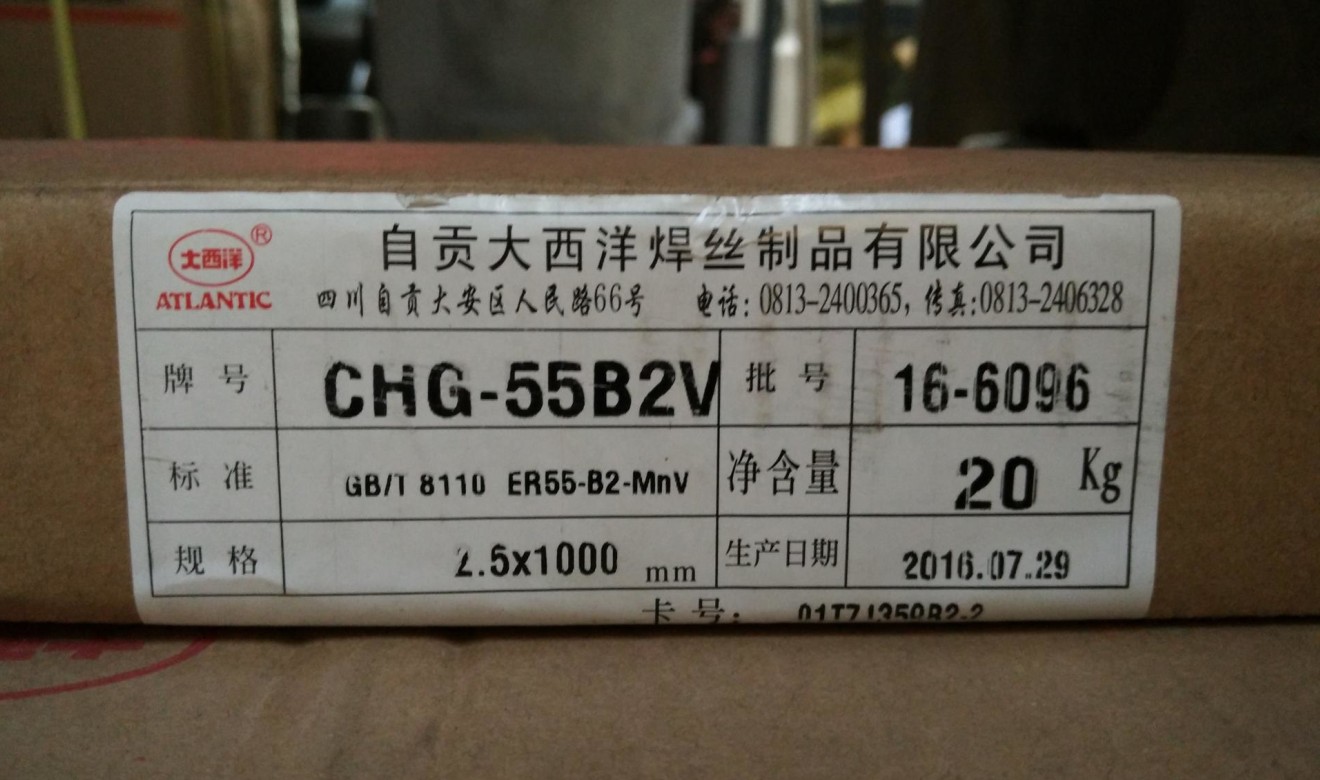 大西洋®
ATLANTIC
自贡大西洋焊丝制品有限公司
四川自贡大安区人民路66号 电话: 0813-2400365, 传真:0813-2406328
牌 号 CHG-55B2V 批 号 16-6096
标 准 GB/T 8110 ER55-B2-MnV 净含量 20 Kg
规 格 2.5x1000 mm 生产日期 2016.07.29
卡 号: